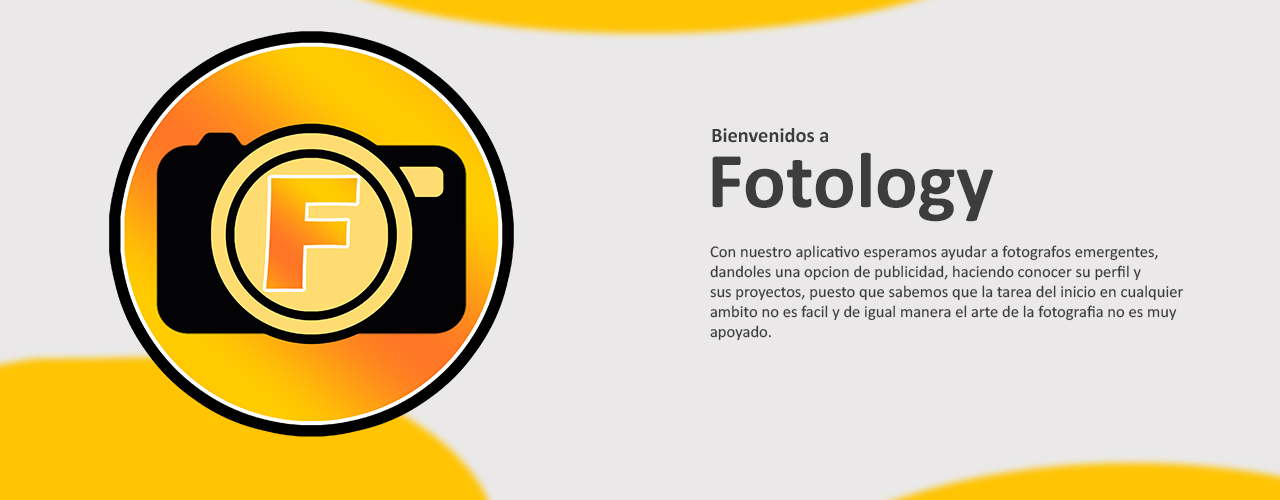 F
Bienvenidos a
Fotology
Con nuestro aplicativo esperamos ayudar a fotografos emergentes,
dandoles una opcion de publicidad, haciendo conocer su perfil y
sus proyectos, puesto que sabemos que la tarea del inicio en cualquier
ambito no es facil y de igual manera el arte de la fotografia no es muy
apoyado.